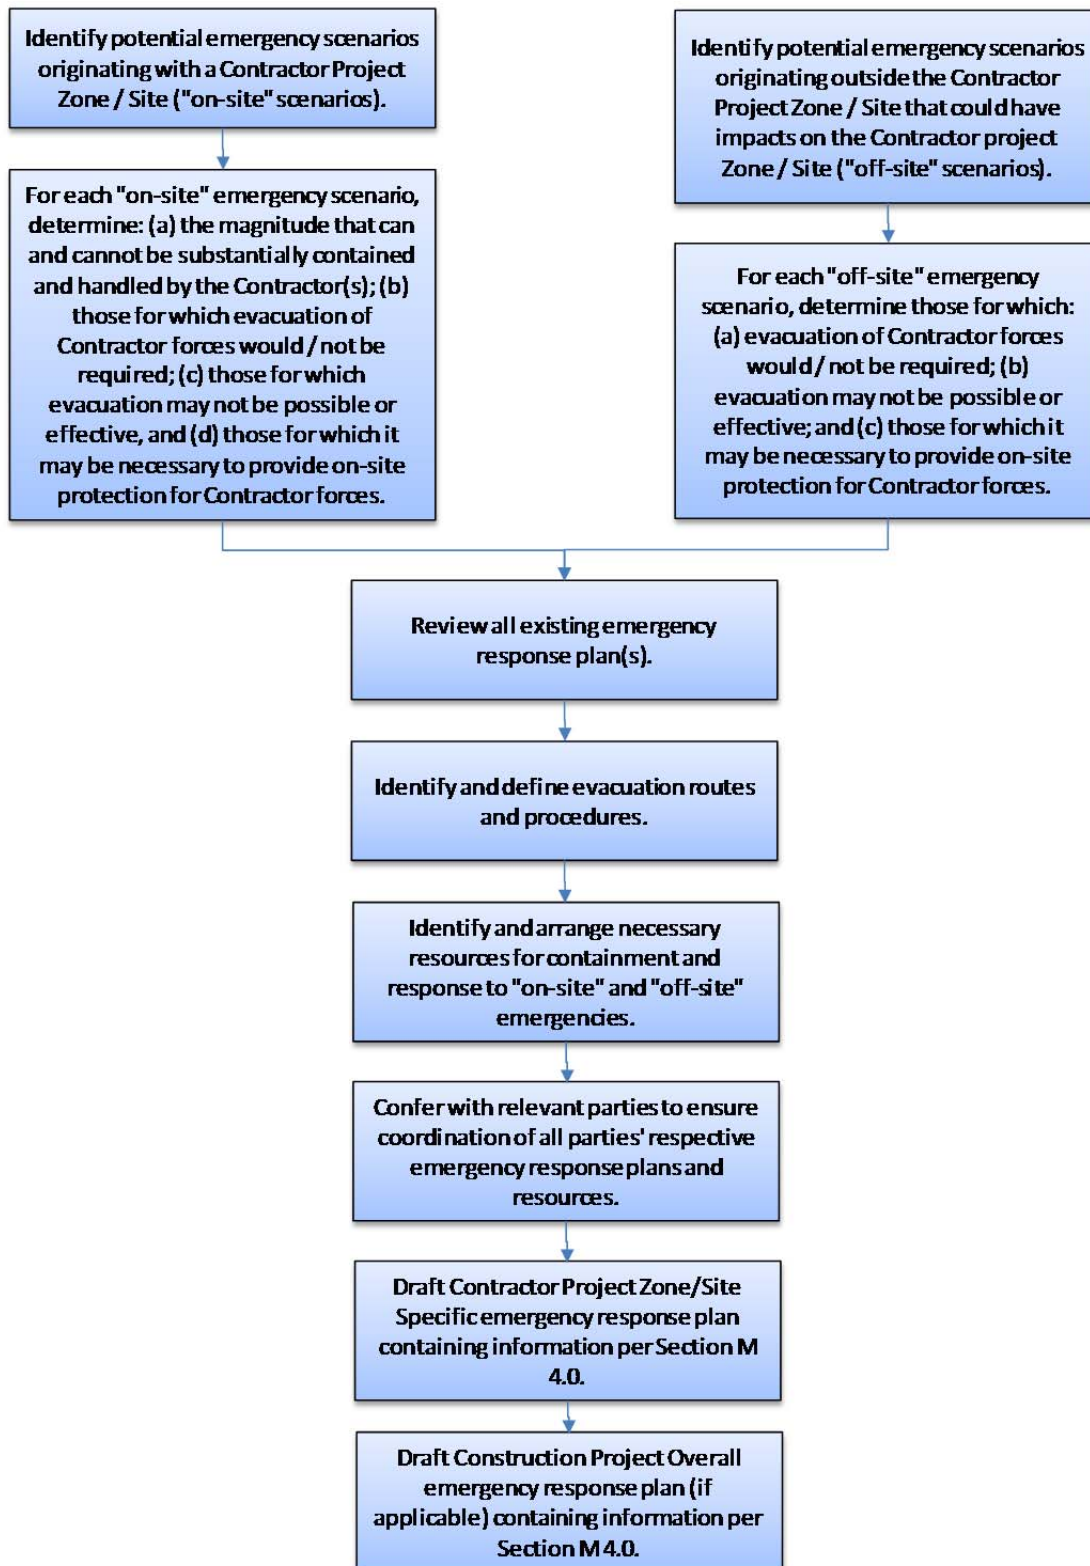 Identify potential emergency scenarios
originating with a Contractor Project
Zone / Site ("on-site" scenarios).
Identify potential emergency scenarios
originating outside the Contractor
Project Zone / Site that could have
impacts on the Contractor project
Zone / Site ("off-site" scenarios).
For each "on-site" emergency scenario,
determine: (a) the magnitude that can
and cannot be substantially contained
and handled by the Contractor(s); (b)
those for which evacuation of
Contractor forces would / not be
required; (c) those for which
evacuation may not be possible or
effective, and (d) those for which it
may be necessary to provide on-site
protection for Contractor forces.
For each "off-site" emergency
scenario, determine those for which:
(a) evacuation of Contractor forces
would / not be required; (b)
evacuation may not be possible or
effective; and (c) those for which it
may be necessary to provide on-site
protection for Contractor forces.
Review all existing emergency
response plan(s).
Identify and define evacuation routes
and procedures.
Identify and arrange necessary
resources for containment and
response to "on-site" and "off-site"
emergencies.
Confer with relevant parties to ensure
coordination of all parties' respective
emergency response plans and
resources.
Draft Contractor Project Zone/Site
Specific emergency response plan
containing information per Section M
4.0.
Draft Construction Project Overall
emergency response plan (if
applicable) containing information per
Section M 4.0.